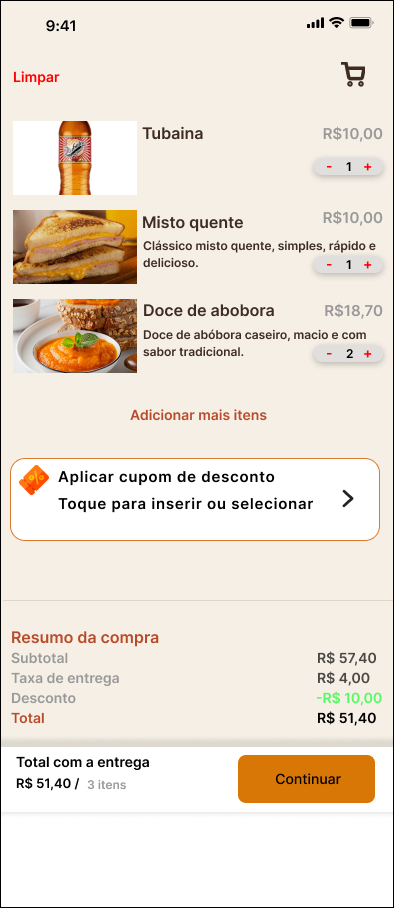 9:41
Limpar
Tubaina
R$10,00
- 1 +
Misto quente
R$10,00
Clássico misto quente, simples, rápido e
delicioso.
- 1 +
Doce de abobora
R$18,70
Doce de abóbora caseiro, macio e com
sabor tradicional.
- 2 +
Adicionar mais itens
%
Aplicar cupom de desconto
Toque para inserir ou selecionar
Resumo da compra
Subtotal R$ 57,40
Taxa de entrega R$ 4,00
Desconto -R$ 10,00
Total R$ 51,40
Total com a entrega
R$ 51,40 / 3 itens
Continuar